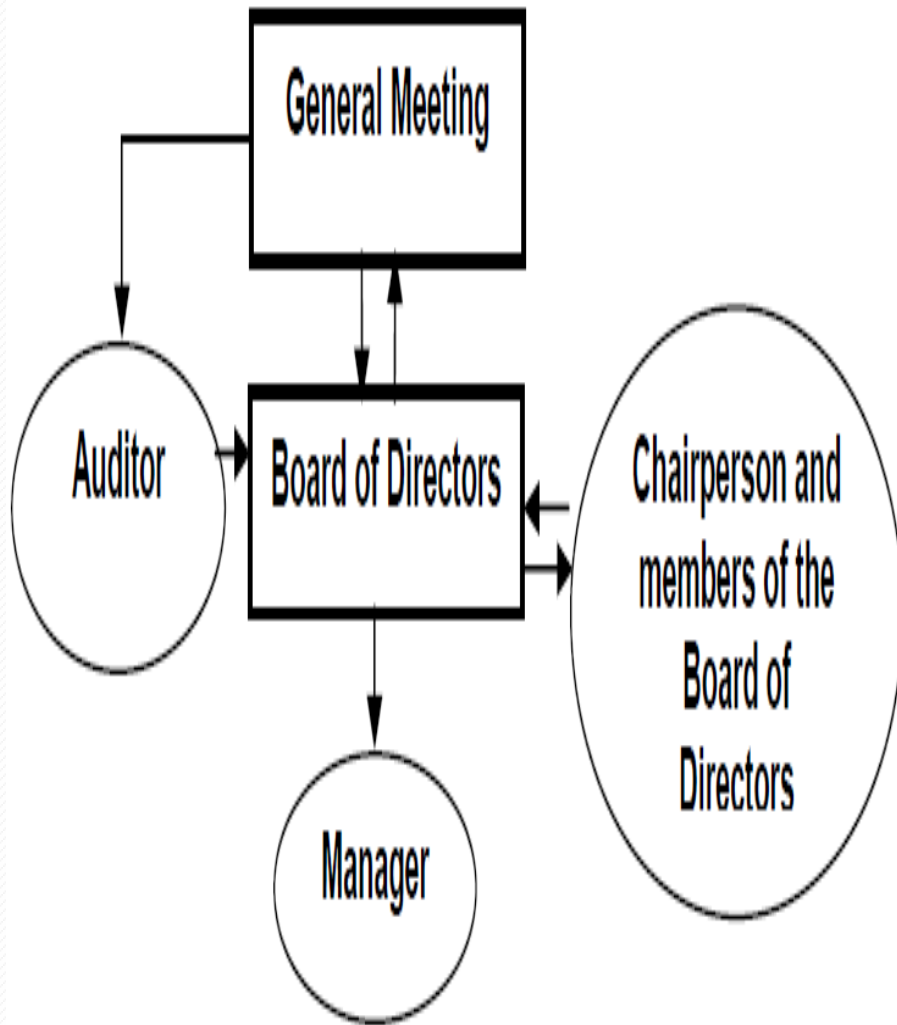 General Meeting
Auditor
Board of Directors
Chairperson and
members of the
Board of
Directors
Manager